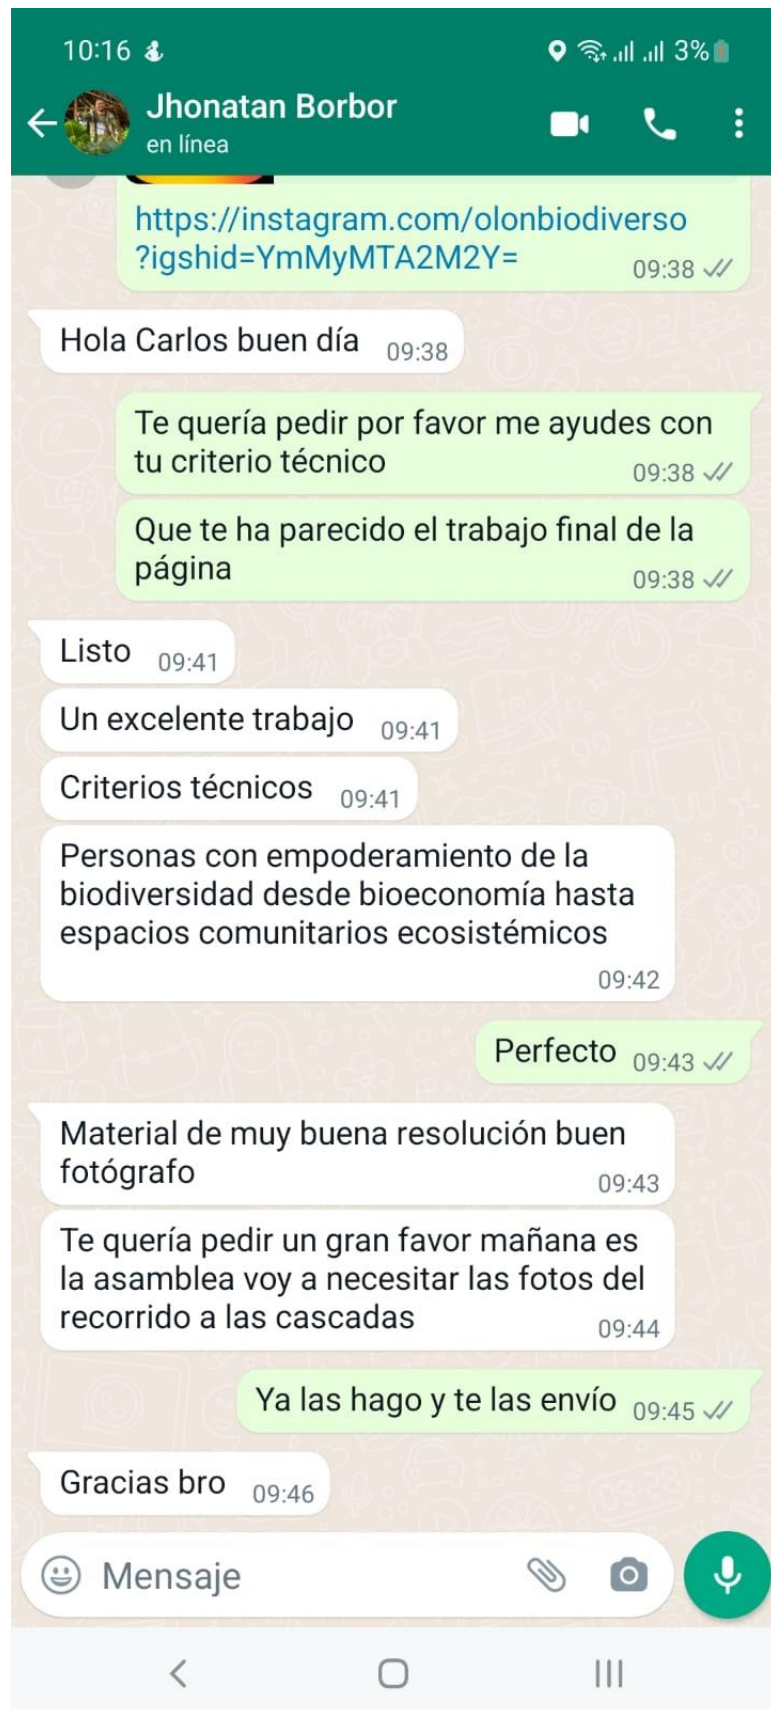 10:16
3%
Jhonatan Borbor
en línea
https://instagram.com/olonbiodiverso
?igshid=YmMyMTA2M2Y=
09:38
Hola Carlos buen día 09:38
Te quería pedir por favor me ayudes con
tu criterio técnico
09:38
Que te ha parecido el trabajo final de la
página
09:38
Listo 09:41
Un excelente trabajo 09:41
Criterios técnicos 09:41
Personas con empoderamiento de la
biodiversidad desde bioeconomía hasta
espacios comunitarios ecosistémicos
09:42
Perfecto 09:43
Material de muy buena resolución buen
fotógrafo
09:43
Te quería pedir un gran favor mañana es
la asamblea voy a necesitar las fotos del
recorrido a las cascadas
09:44
Ya las hago y te las envío 09:45
Gracias bro 09:46
Mensaje